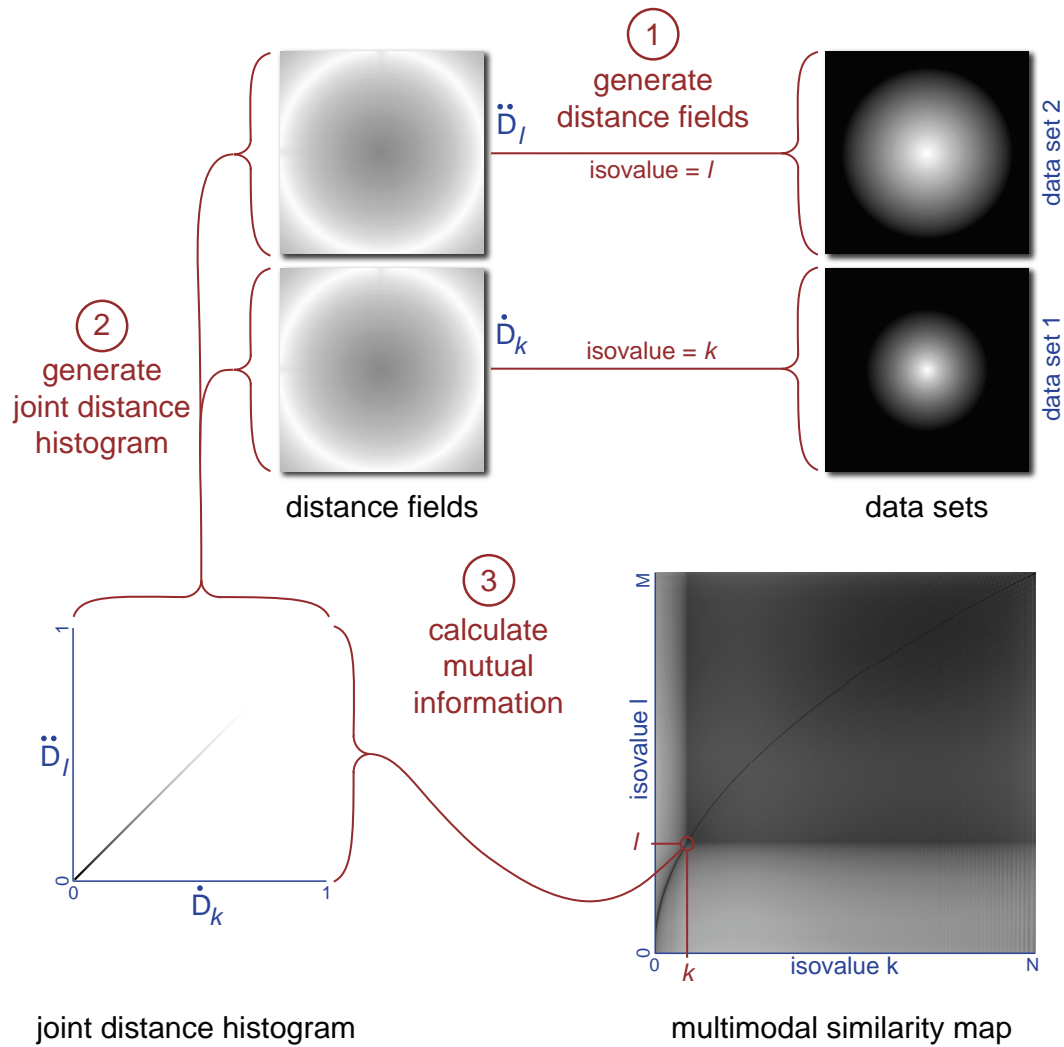 1
generate
distance fields
D̈l
isovalue = l
data set 2
Ḋk
isovalue = k
data set 1
2
generate
joint distance
histogram
distance fields
data sets
3
calculate
mutual
information
1
D̈l
0
0
Ḋk
1
M
isovalue l
l
0
0
k
isovalue k
N
joint distance histogram
multimodal similarity map